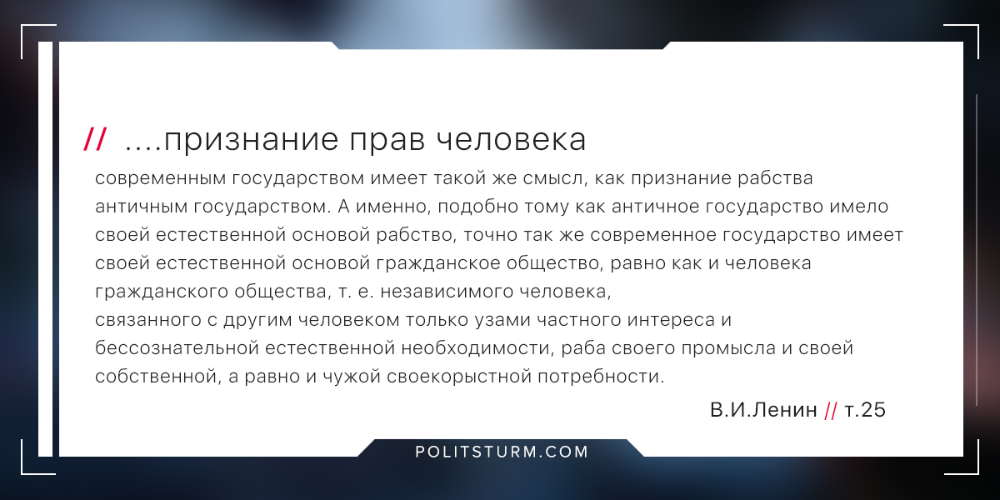 // ....признание прав человека
современным государством имеет такой же смысл, как признание рабства
античным государством. А именно, подобно тому как античное государство имело
своей естественной основой рабство, точно так же современное государство имеет
своей естественной основой гражданское общество, равно как и человека
гражданского общества, т. е. независимого человека,
связанного с другим человеком только узами частного интереса и
бессознательной естественной необходимости, раба своего промысла и своей
собственной, а равно и чужой своекорыстной потребности.
В.И.Ленин // т.25
POLITSTURM.COM